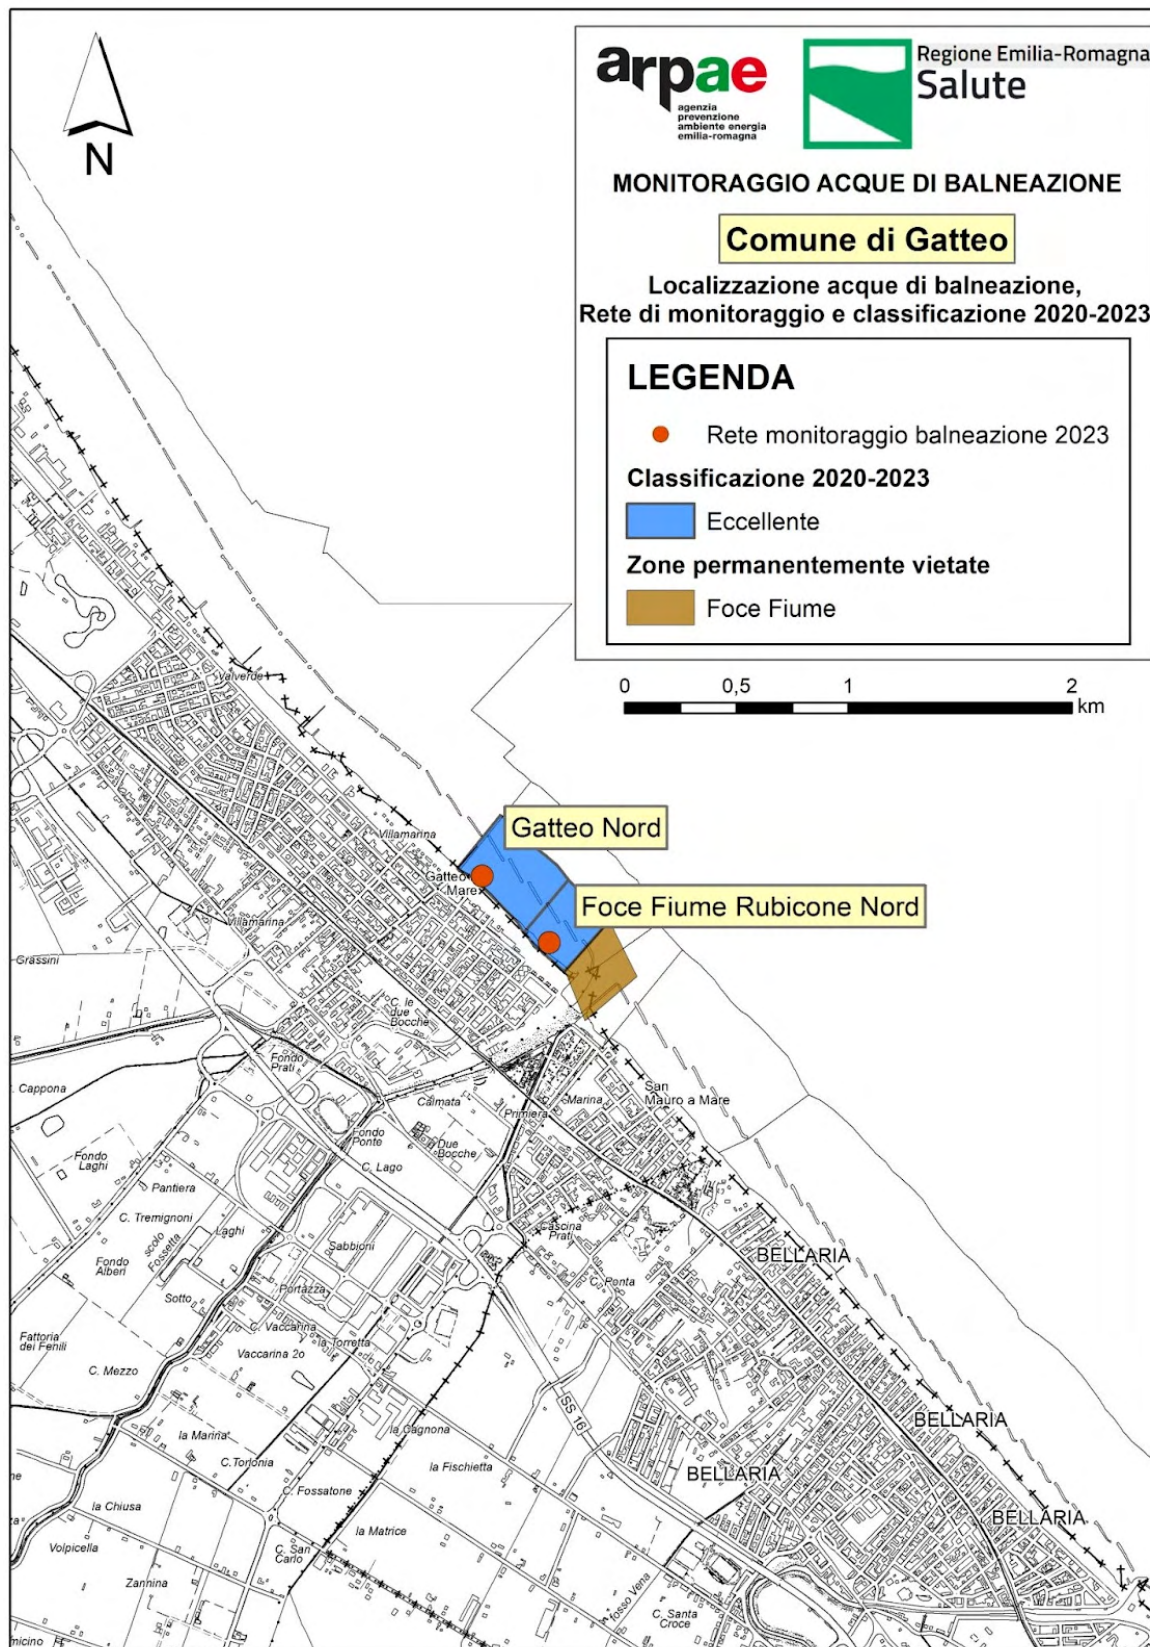 N
arpae
agenzia
prevenzione
ambiente energia
emilia-romagna
Regione Emilia-Romagna
Salute
MONITORAGGIO ACQUE DI BALNEAZIONE
Comune di Gatteo
Localizzazione acque di balneazione,
Rete di monitoraggio e classificazione 2020-2023
LEGENDA
Rete monitoraggio balneazione 2023
Classificazione 2020-2023
Eccellente
Zone permanentemente vietate
Foce Fiume
0 0,5 1 2
km
Valverde
Villamarina
Gatteo Nord
Gatteo
Mare
Foce Fiume Rubicone Nord
Villamarina
Grassini
C. le
due
Bocche
Fondo
Prati
Cappona
Calmata
Primiera
Marina
San
Mauro a Mare
Fondo
Ponte
Due
Bocche
Fondo
Laghi
C. Lago
Pantiera
C. Tremignoni
Laghi
scolo
Fossetta
Sabbioni
Cascina
Prati
BELLARIA
Fondo
Alberi
Sotto
Portazza
C. Ponta
C. Vaccarina
la Torretta
Fattoria
dei Fenili
Vaccarina 2o
C. Mezzo
SS 16
la Marina
la Cagnona
BELLARIA
C. Torlonia
la Fischietta
BELLARIA
C. Fossatone
la Chiusa
la Matrice
BELLARIA
Volpicella
C. San
Carlo
Zannina
fosso Vena
C. Santa
Croce